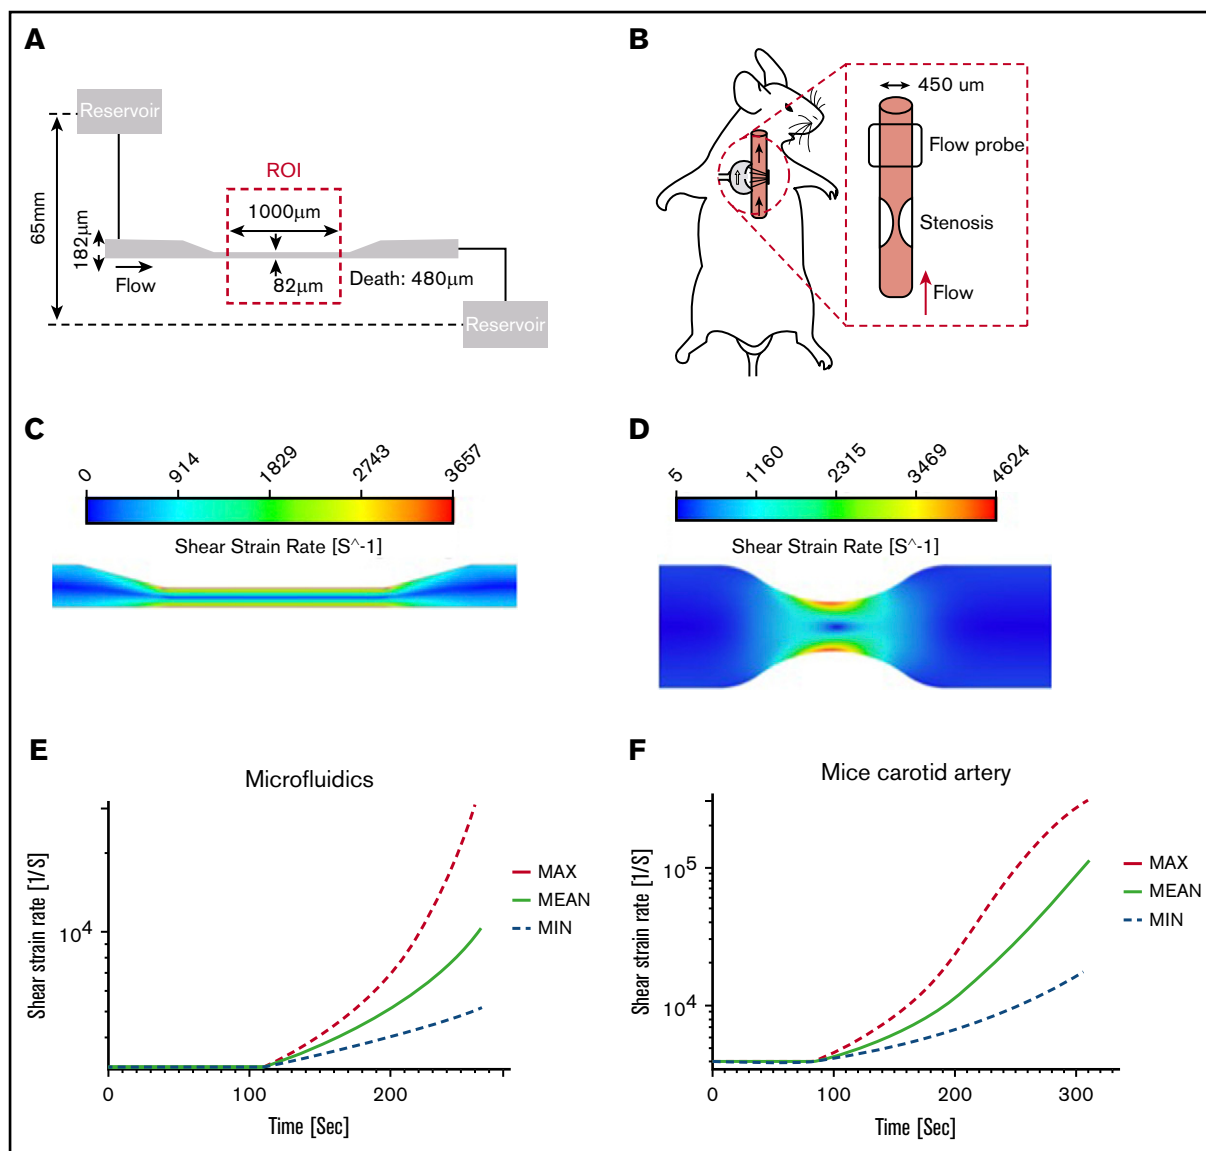 A
Reservoir
65mm
182μm
ROI
1000μm
82μm
Flow
Death: 480μm
Reservoir
B
450 um
Flow probe
Stenosis
Flow
C
0
914
1829
2743
3657
Shear Strain Rate [S^-1]
D
5
1160
2315
3469
4624
Shear Strain Rate [S^-1]
E
Microfluidics
Shear strain rate [1/S]
10^4
MAX
MEAN
MIN
0
100
200
Time [Sec]
F
Mice carotid artery
Shear strain rate [1/S]
10^5
10^4
MAX
MEAN
MIN
0
100
200
300
Time [Sec]